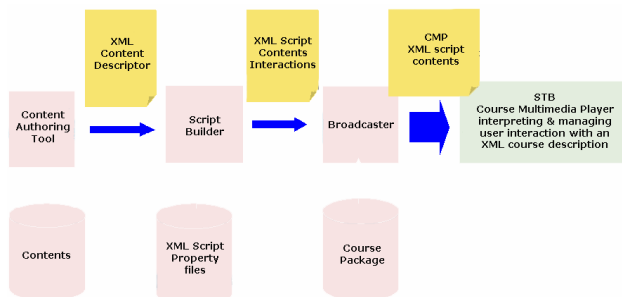 XML
Content
Descriptor
XML Script
Contents
Interactions
CMP
XML script
contents
Content
Authoring
Tool
Script
Builder
Broadcaster
STB
Course Multimedia Player
interpreting & managing
user interaction with an
XML course description
Contents
XML Script
Property
files
Course
Package